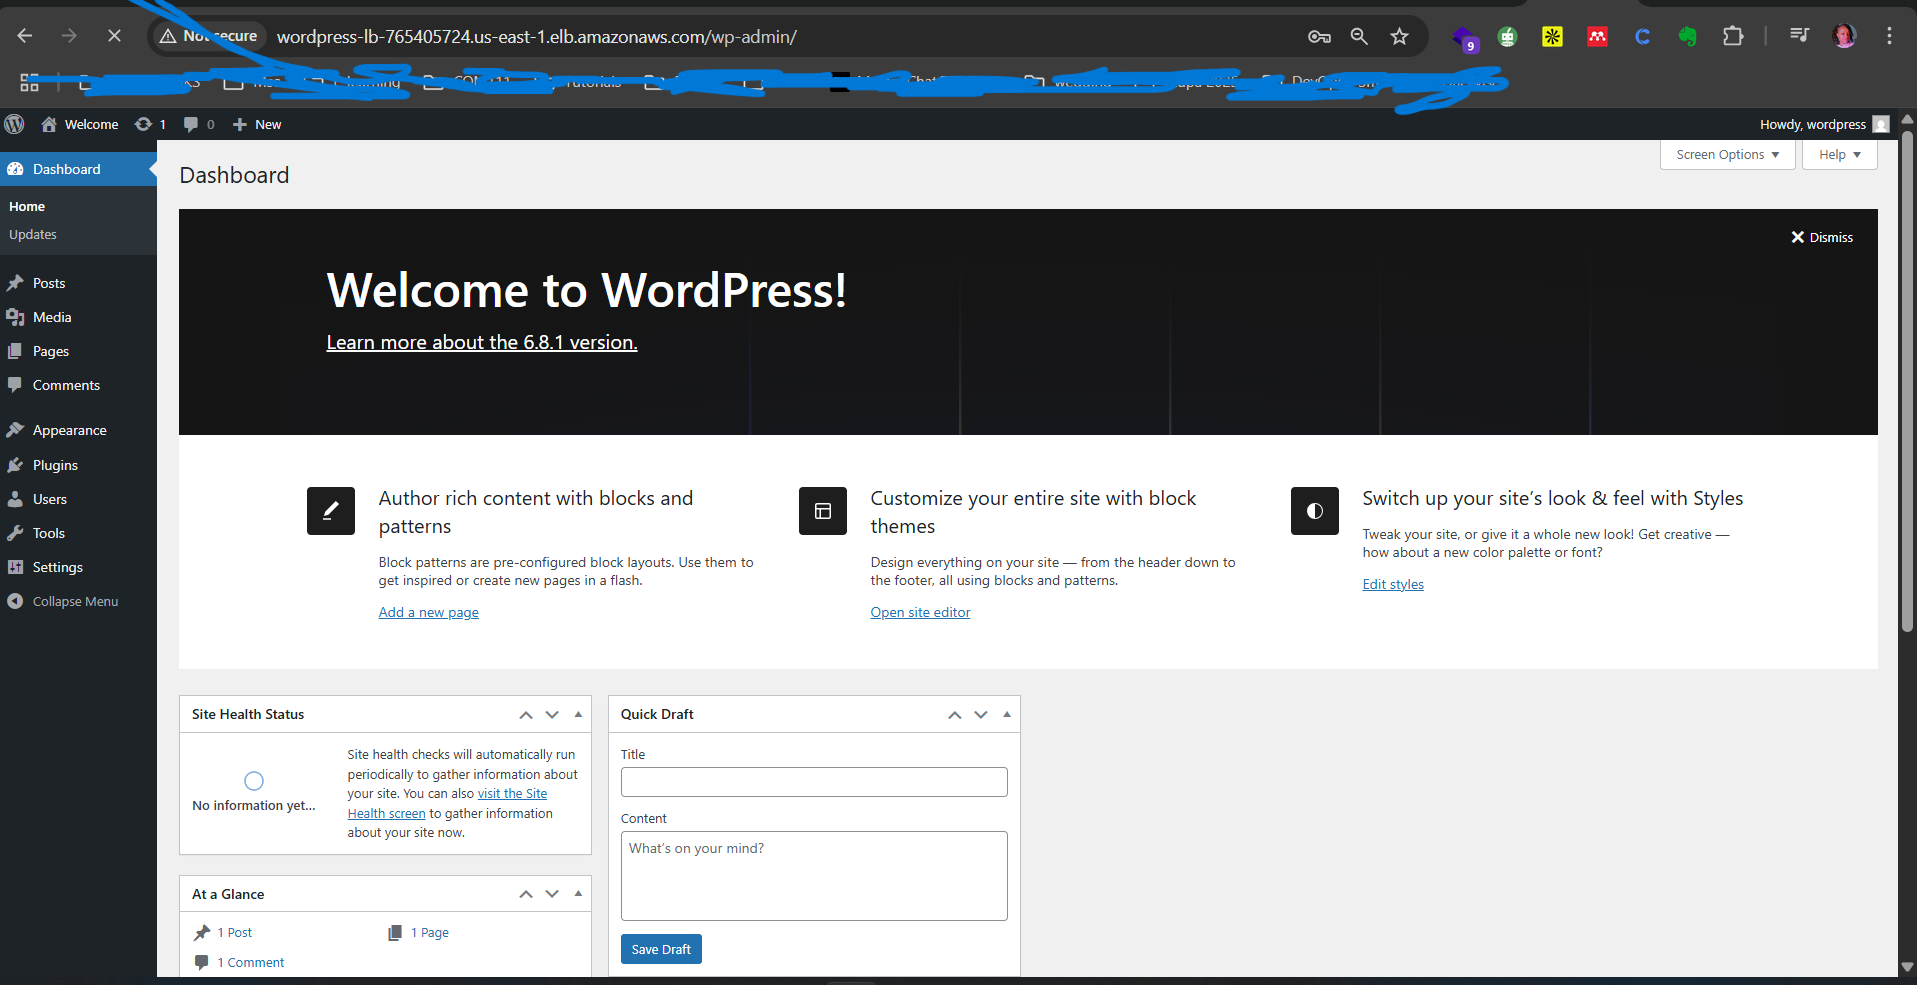 Not secure wordpress-lb-765405724.us-east-1.elb.amazonaws.com/wp-admin/
9
Welcome 1 0 New
Howdy, wordpress
Dashboard
Home
Updates
Posts
Media
Pages
Comments
Appearance
Plugins
Users
Tools
Settings
Collapse Menu
Dashboard
Screen Options
Help
Dismiss
Welcome to WordPress!
Learn more about the 6.8.1 version.
Author rich content with blocks and
patterns
Block patterns are pre-configured block layouts. Use them to
get inspired or create new pages in a flash.
Add a new page
Customize your entire site with block
themes
Design everything on your site — from the header down to
the footer, all using blocks and patterns.
Open site editor
Switch up your site’s look & feel with Styles
Tweak your site, or give it a whole new look! Get creative —
how about a new color palette or font?
Edit styles
Site Health Status
No information yet...
Site health checks will automatically run
periodically to gather information about
your site. You can also visit the Site
Health screen to gather information
about your site now.
At a Glance
1 Post
1 Page
1 Comment
Quick Draft
Title
Content
What’s on your mind?
Save Draft